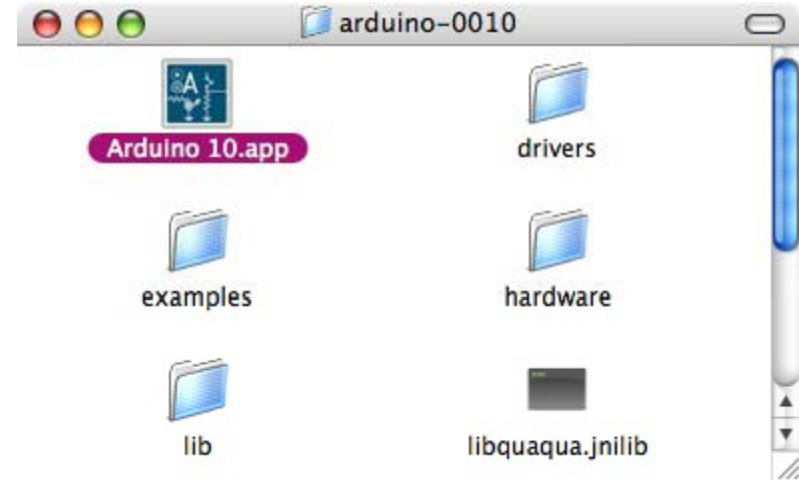 arduino-0010
Arduino 10.app
drivers
examples
hardware
lib
libquaqua.jnilib